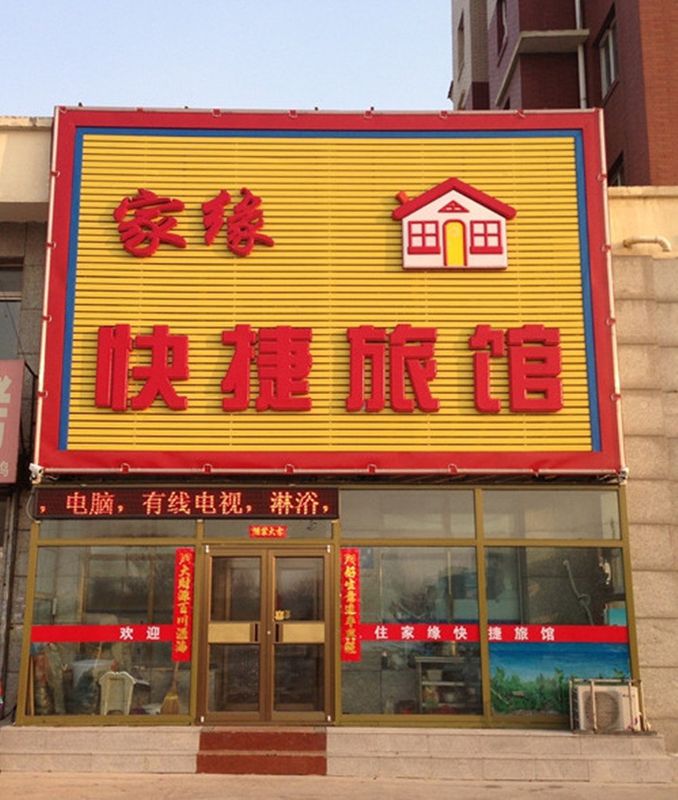 家缘
快捷旅馆
，电脑，有线电视，淋浴，
欢迎
住家缘快捷旅馆